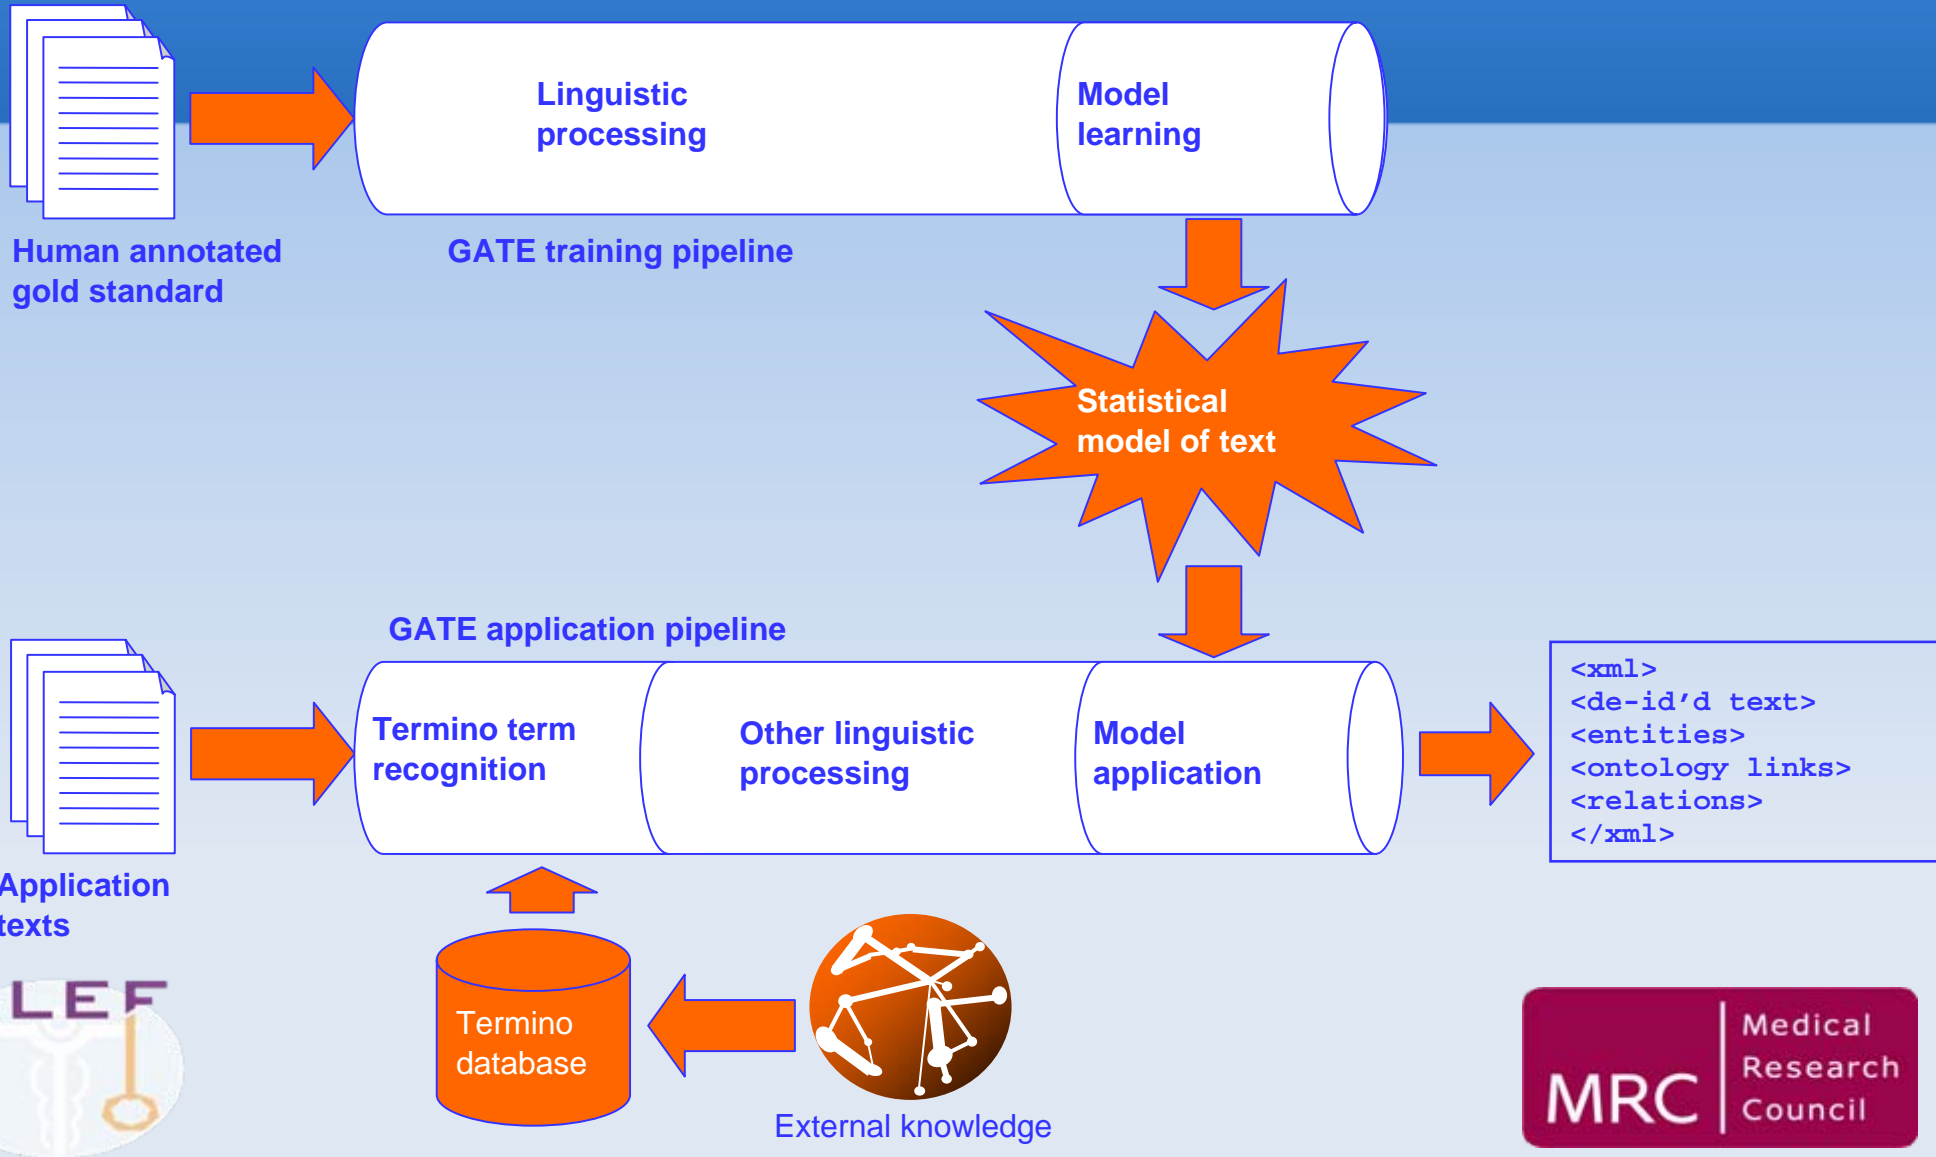 Linguistic
processing
Model
learning
Human annotated
gold standard
GATE training pipeline
Statistical
model of text
GATE application pipeline
Termino term
recognition
Other linguistic
processing
Model
application
<xml>
<de-id’d text>
<entities>
<ontology links>
<relations>
</xml>
Application
texts
LEF
Termino
database
External knowledge
MRC
Medical
Research
Council